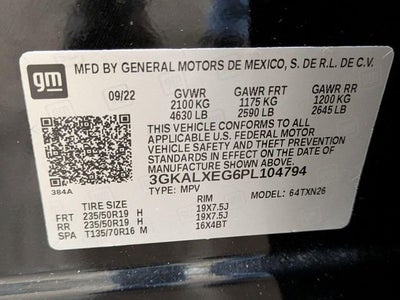 gm MFD BY GENERAL MOTORS DE MEXICO, S. DE R.L. DE C.V.
09/22 GVWR GAWR FRT GAWR RR
2100 KG 1175 KG 1200 KG
4630 LB 2590 LB 2645 LB
THIS VEHICLE CONFORMS TO ALL
APPLICABLE U.S. FEDERAL MOTOR
VEHICLE SAFETY AND THEFT PREVENTION
STANDARDS IN EFFECT ON THE DATE OF
MANUFACTURE SHOWN ABOVE.
3GKALXEG6PL104794
384A TYPE: MPV MODEL: 64TXN26
TIRE SIZE RIM
FRT 235/50R19 H 19X7.5J
RR 235/50R19 H 19X7.5J
SPA T135/70R16 M 16X4BT